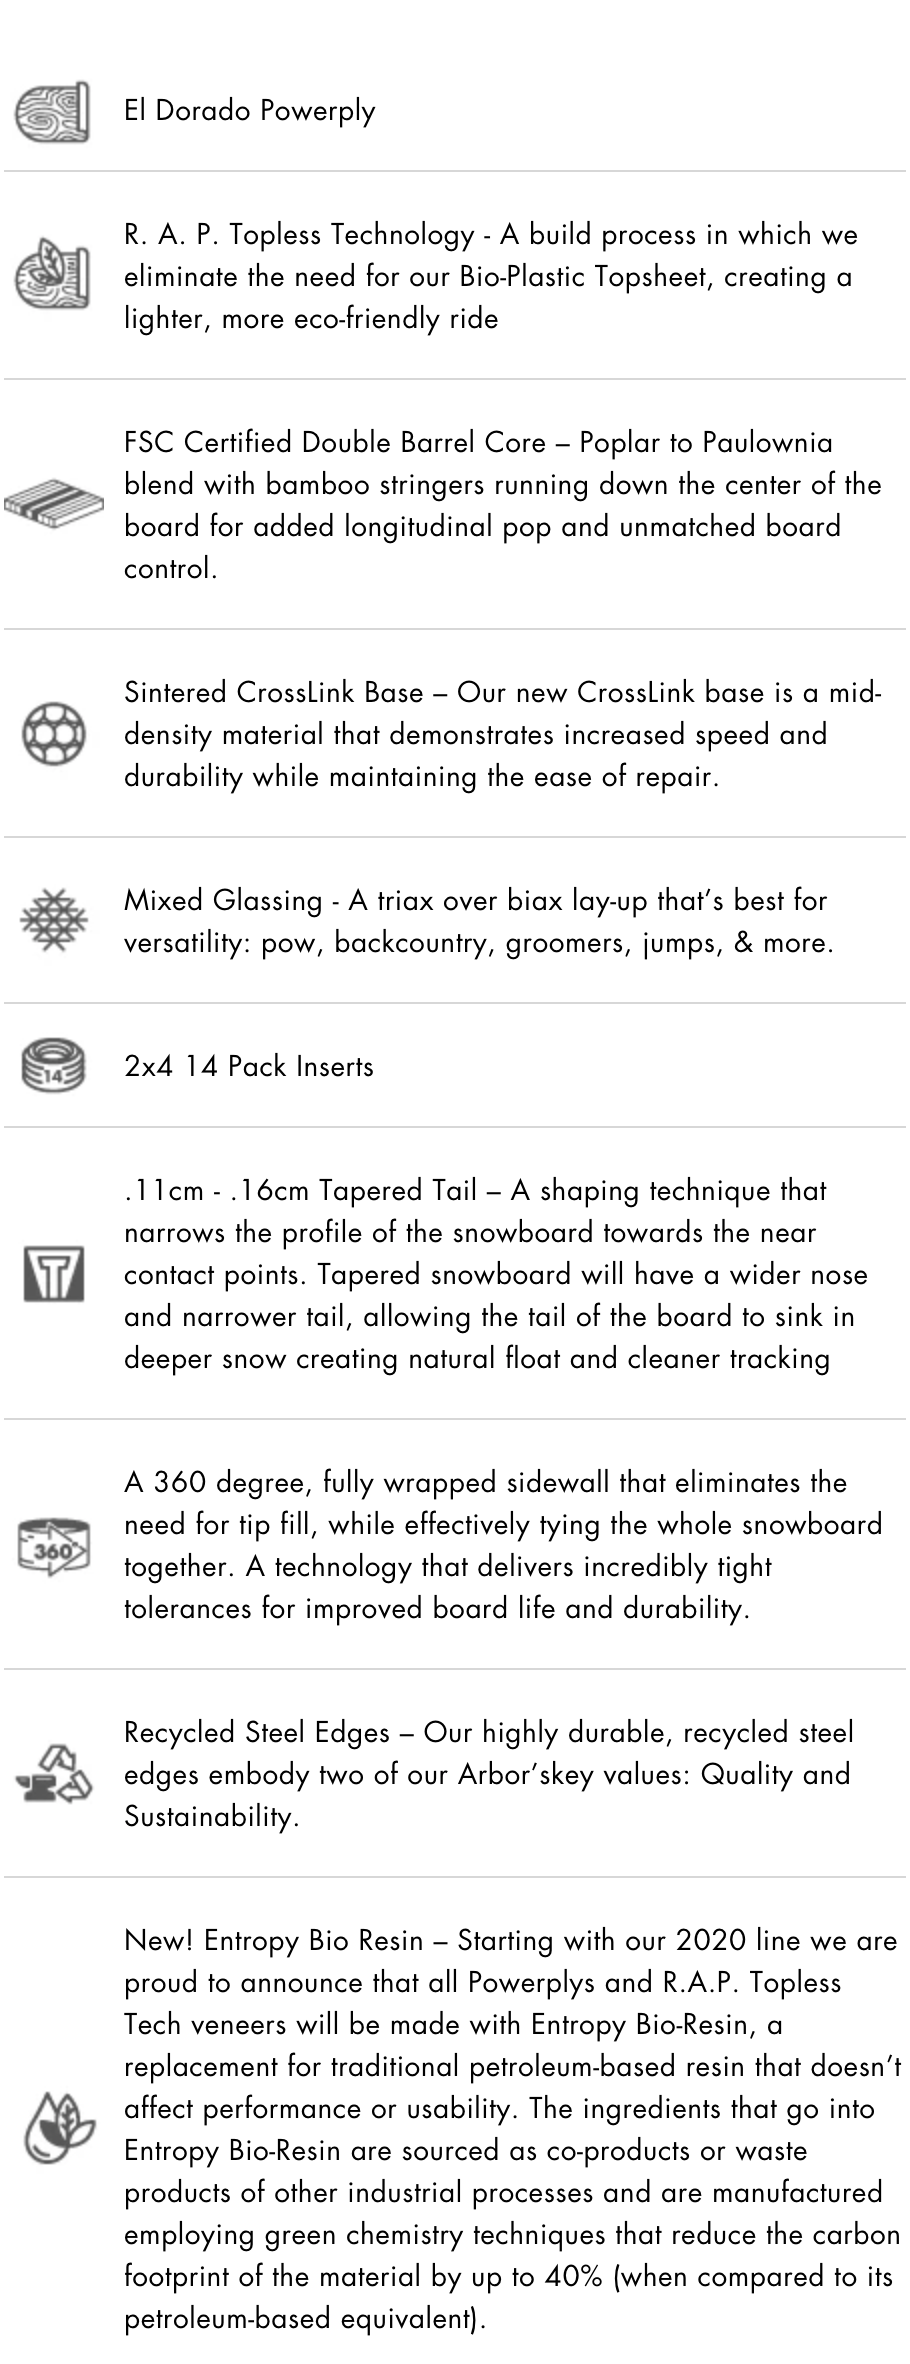 El Dorado Powerply
R. A. P. Topless Technology - A build process in which we
eliminate the need for our Bio-Plastic Topsheet, creating a
lighter, more eco-friendly ride
FSC Certified Double Barrel Core – Poplar to Paulownia
blend with bamboo stringers running down the center of the
board for added longitudinal pop and unmatched board
control.
Sintered CrossLink Base – Our new CrossLink base is a mid-
density material that demonstrates increased speed and
durability while maintaining the ease of repair.
Mixed Glassing - A triax over biax lay-up that’s best for
versatility: pow, backcountry, groomers, jumps, & more.
14
2x4 14 Pack Inserts
.11cm - .16cm Tapered Tail – A shaping technique that
narrows the profile of the snowboard towards the near
contact points. Tapered snowboard will have a wider nose
and narrower tail, allowing the tail of the board to sink in
deeper snow creating natural float and cleaner tracking
T
A 360 degree, fully wrapped sidewall that eliminates the
need for tip fill, while effectively tying the whole snowboard
together. A technology that delivers incredibly tight
tolerances for improved board life and durability.
360°
Recycled Steel Edges – Our highly durable, recycled steel
edges embody two of our Arbor’skey values: Quality and
Sustainability.
New! Entropy Bio Resin – Starting with our 2020 line we are
proud to announce that all Powerplys and R.A.P. Topless
Tech veneers will be made with Entropy Bio-Resin, a
replacement for traditional petroleum-based resin that doesn’t
affect performance or usability. The ingredients that go into
Entropy Bio-Resin are sourced as co-products or waste
products of other industrial processes and are manufactured
employing green chemistry techniques that reduce the carbon
footprint of the material by up to 40% (when compared to its
petroleum-based equivalent).